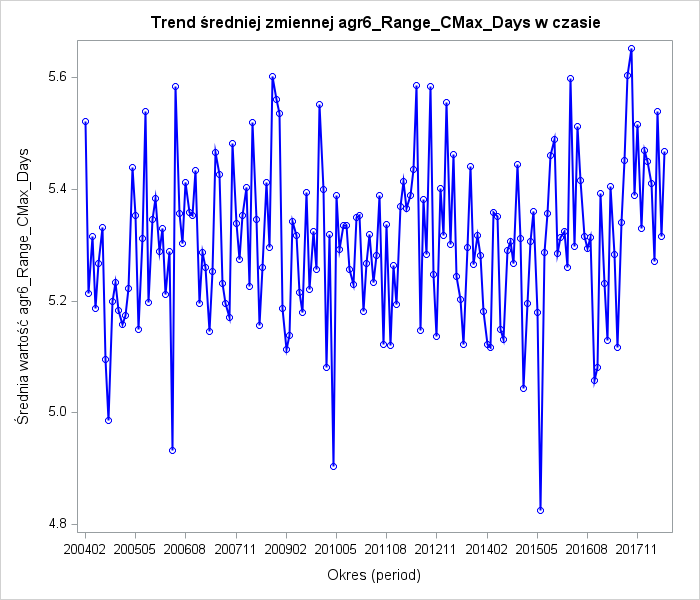 Trend średniej zmiennej agr6_Range_CMax_Days w czasie
Średnia wartość agr6_Range_CMax_Days
5.6
5.4
5.2
5.0
4.8
200402 200505 200608 200711 200902 201005 201108 201211 201402 201505 201608 201711
Okres (period)